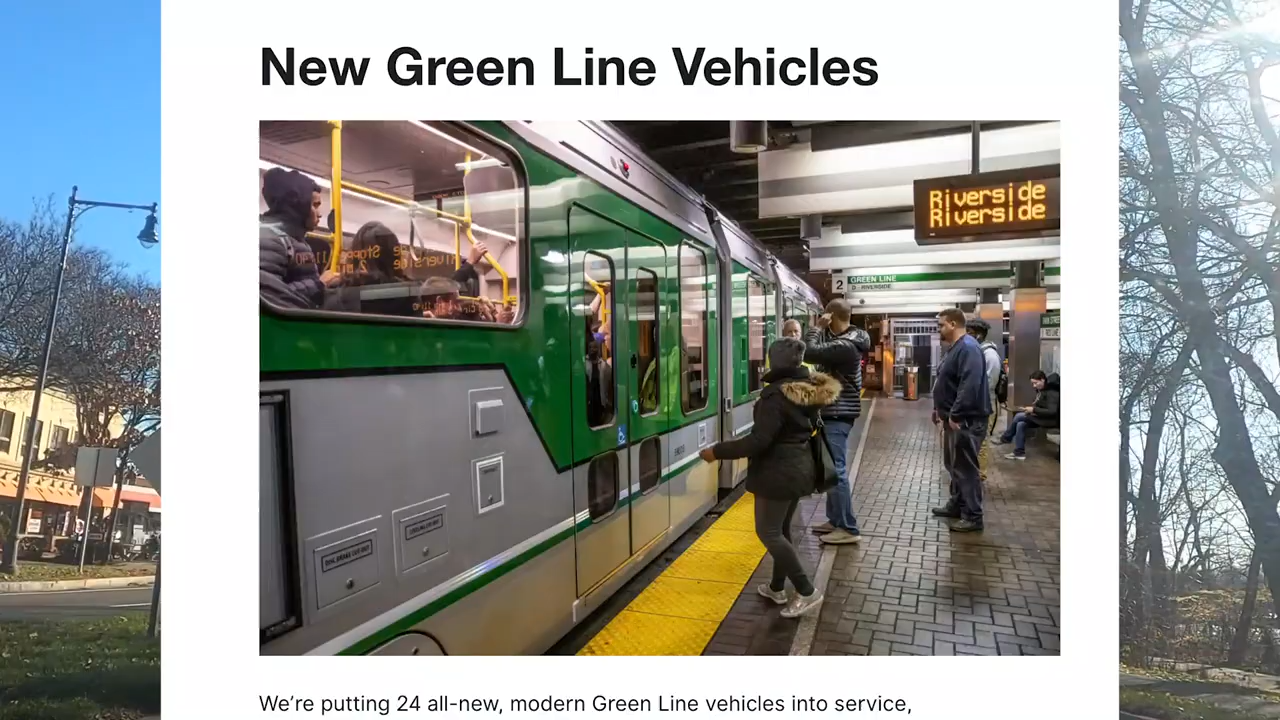 New Green Line Vehicles
Riverside
Riverside
2
GREEN LINE
D - RIVERSIDE
We're putting 24 all-new, modern Green Line vehicles into service,